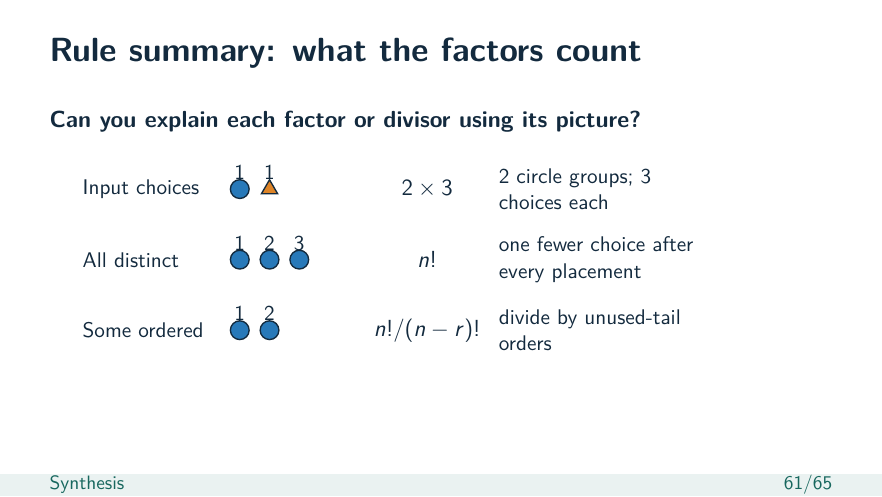 Rule summary: what the factors count
Can you explain each factor or divisor using its picture?
Input choices
1 1
2 × 3
2 circle groups; 3
choices each
All distinct
1 2 3
n!
one fewer choice after
every placement
Some ordered
1 2
n!/(n − r)!
divide by unused-tail
orders
Synthesis
61/65